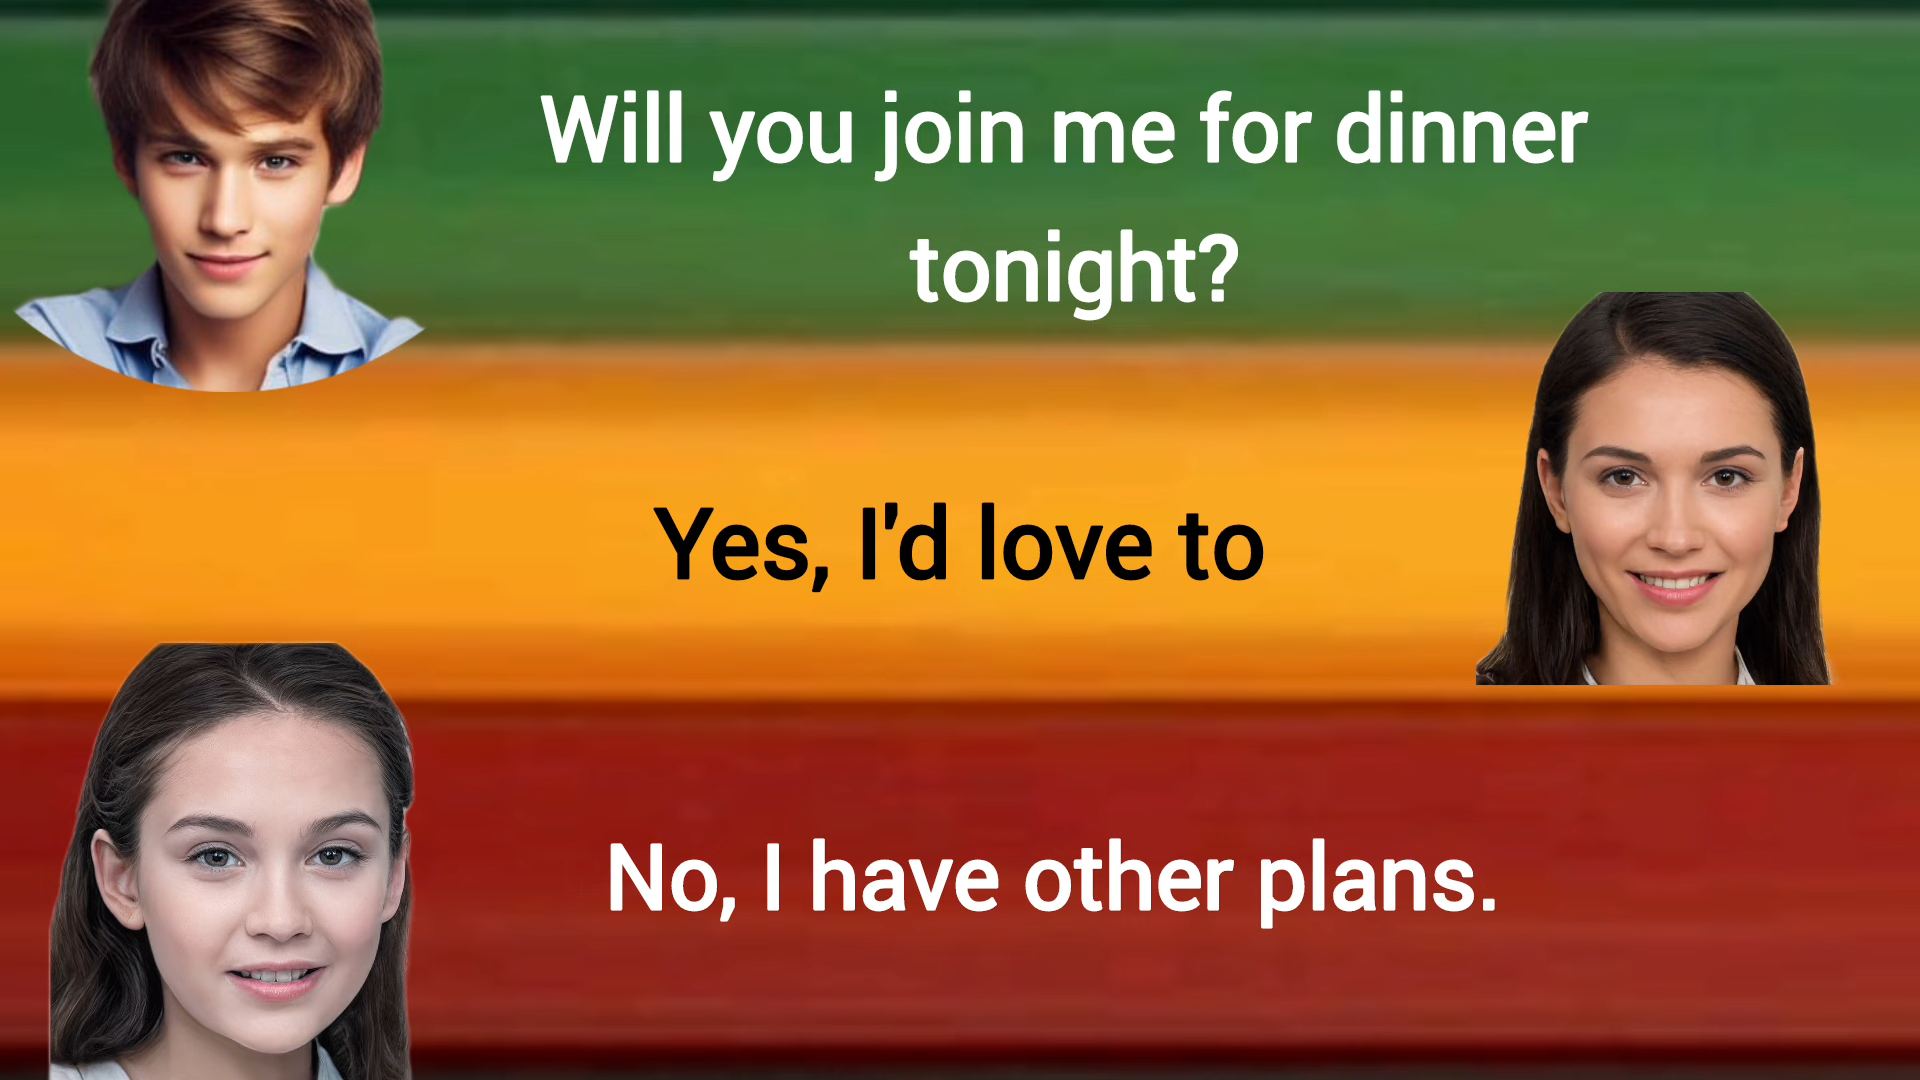 Will you join me for dinner
tonight?
Yes, I'd love to
No, I have other plans.